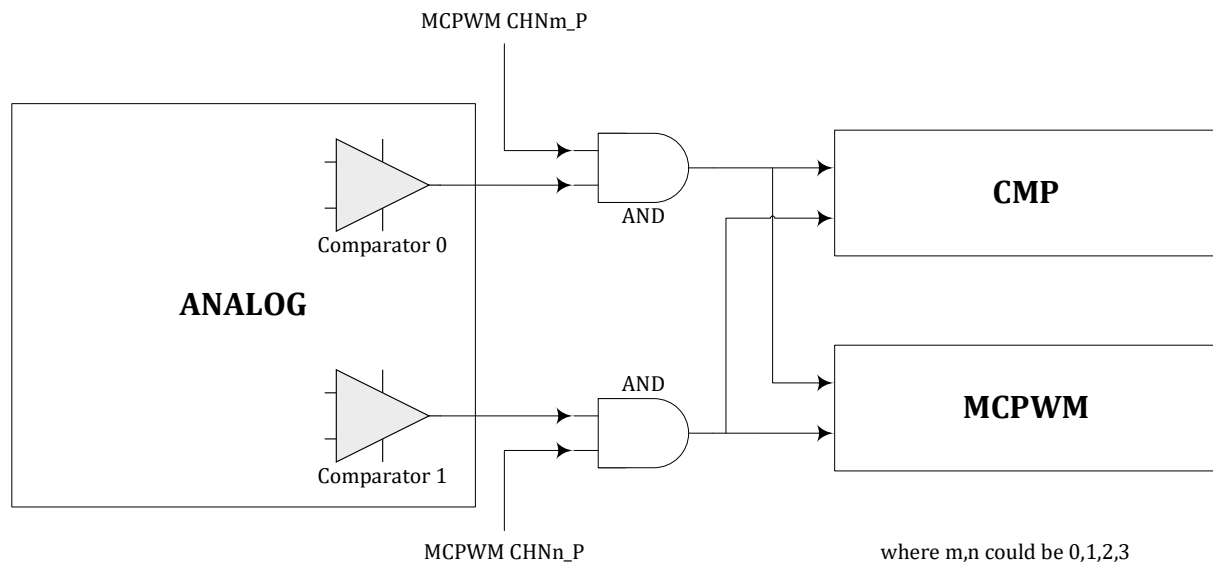 MCPWM CHNm_P
AND
CMP
Comparator 0
ANALOG
AND
MCPWM
Comparator 1
MCPWM CHNn_P
where m,n could be 0,1,2,3